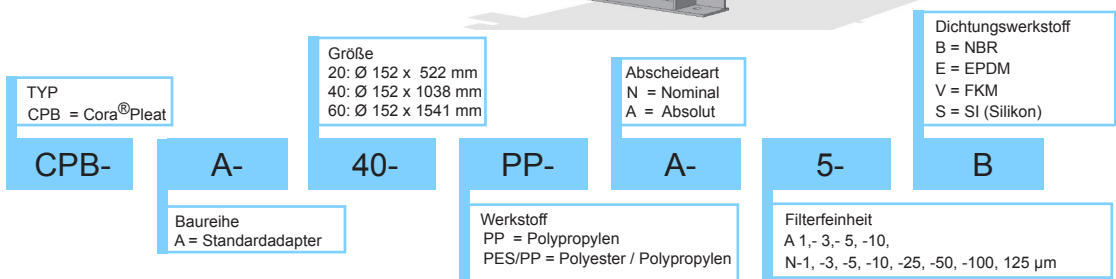 TYP
CPB = Cora®Pleat
Größe
20: Ø 152 x 522 mm
40: Ø 152 x 1038 mm
60: Ø 152 x 1541 mm
Abscheideart
N = Nominal
A = Absolut
Dichtungswerkstoff
B = NBR
E = EPDM
V = FKM
S = SI (Silikon)
CPB- A- 40- PP- A- 5- B
Baureihe
A = Standardadapter
Werkstoff
PP = Polypropylen
PES/PP = Polyester / Polypropylen
Filterfeinheit
A 1,- 3,- 5, -10,
N-1, -3, -5, -10, -25, -50, -100, 125 µm